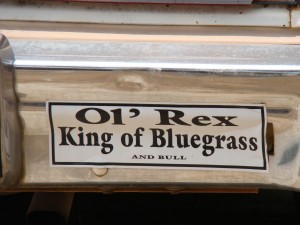 Ol' Rex
King of Bluegrass
AND BULL